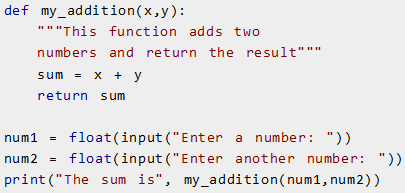 def my_addition(x,y):
    """This function adds two
    numbers and return the result"""
    sum = x + y
    return sum

num1 = float(input("Enter a number: "))
num2 = float(input("Enter another number: "))
print("The sum is", my_addition(num1,num2))